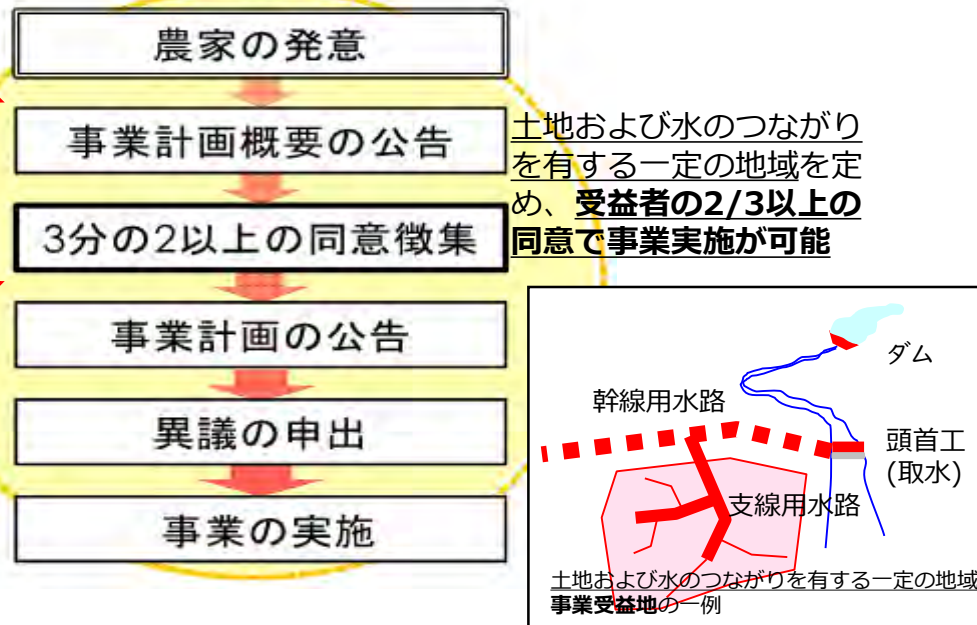 農家の発意
事業計画概要の公告
3分の2以上の同意徴集
事業計画の公告
異議の申出
事業の実施
土地および水のつながり
を有する一定の地域を定
め、受益者の2/3以上の
同意で事業実施が可能
ダム
幹線用水路
頭首工
(取水)
支線用水路
土地および水のつながりを有する一定の地域
事業受益地の一例